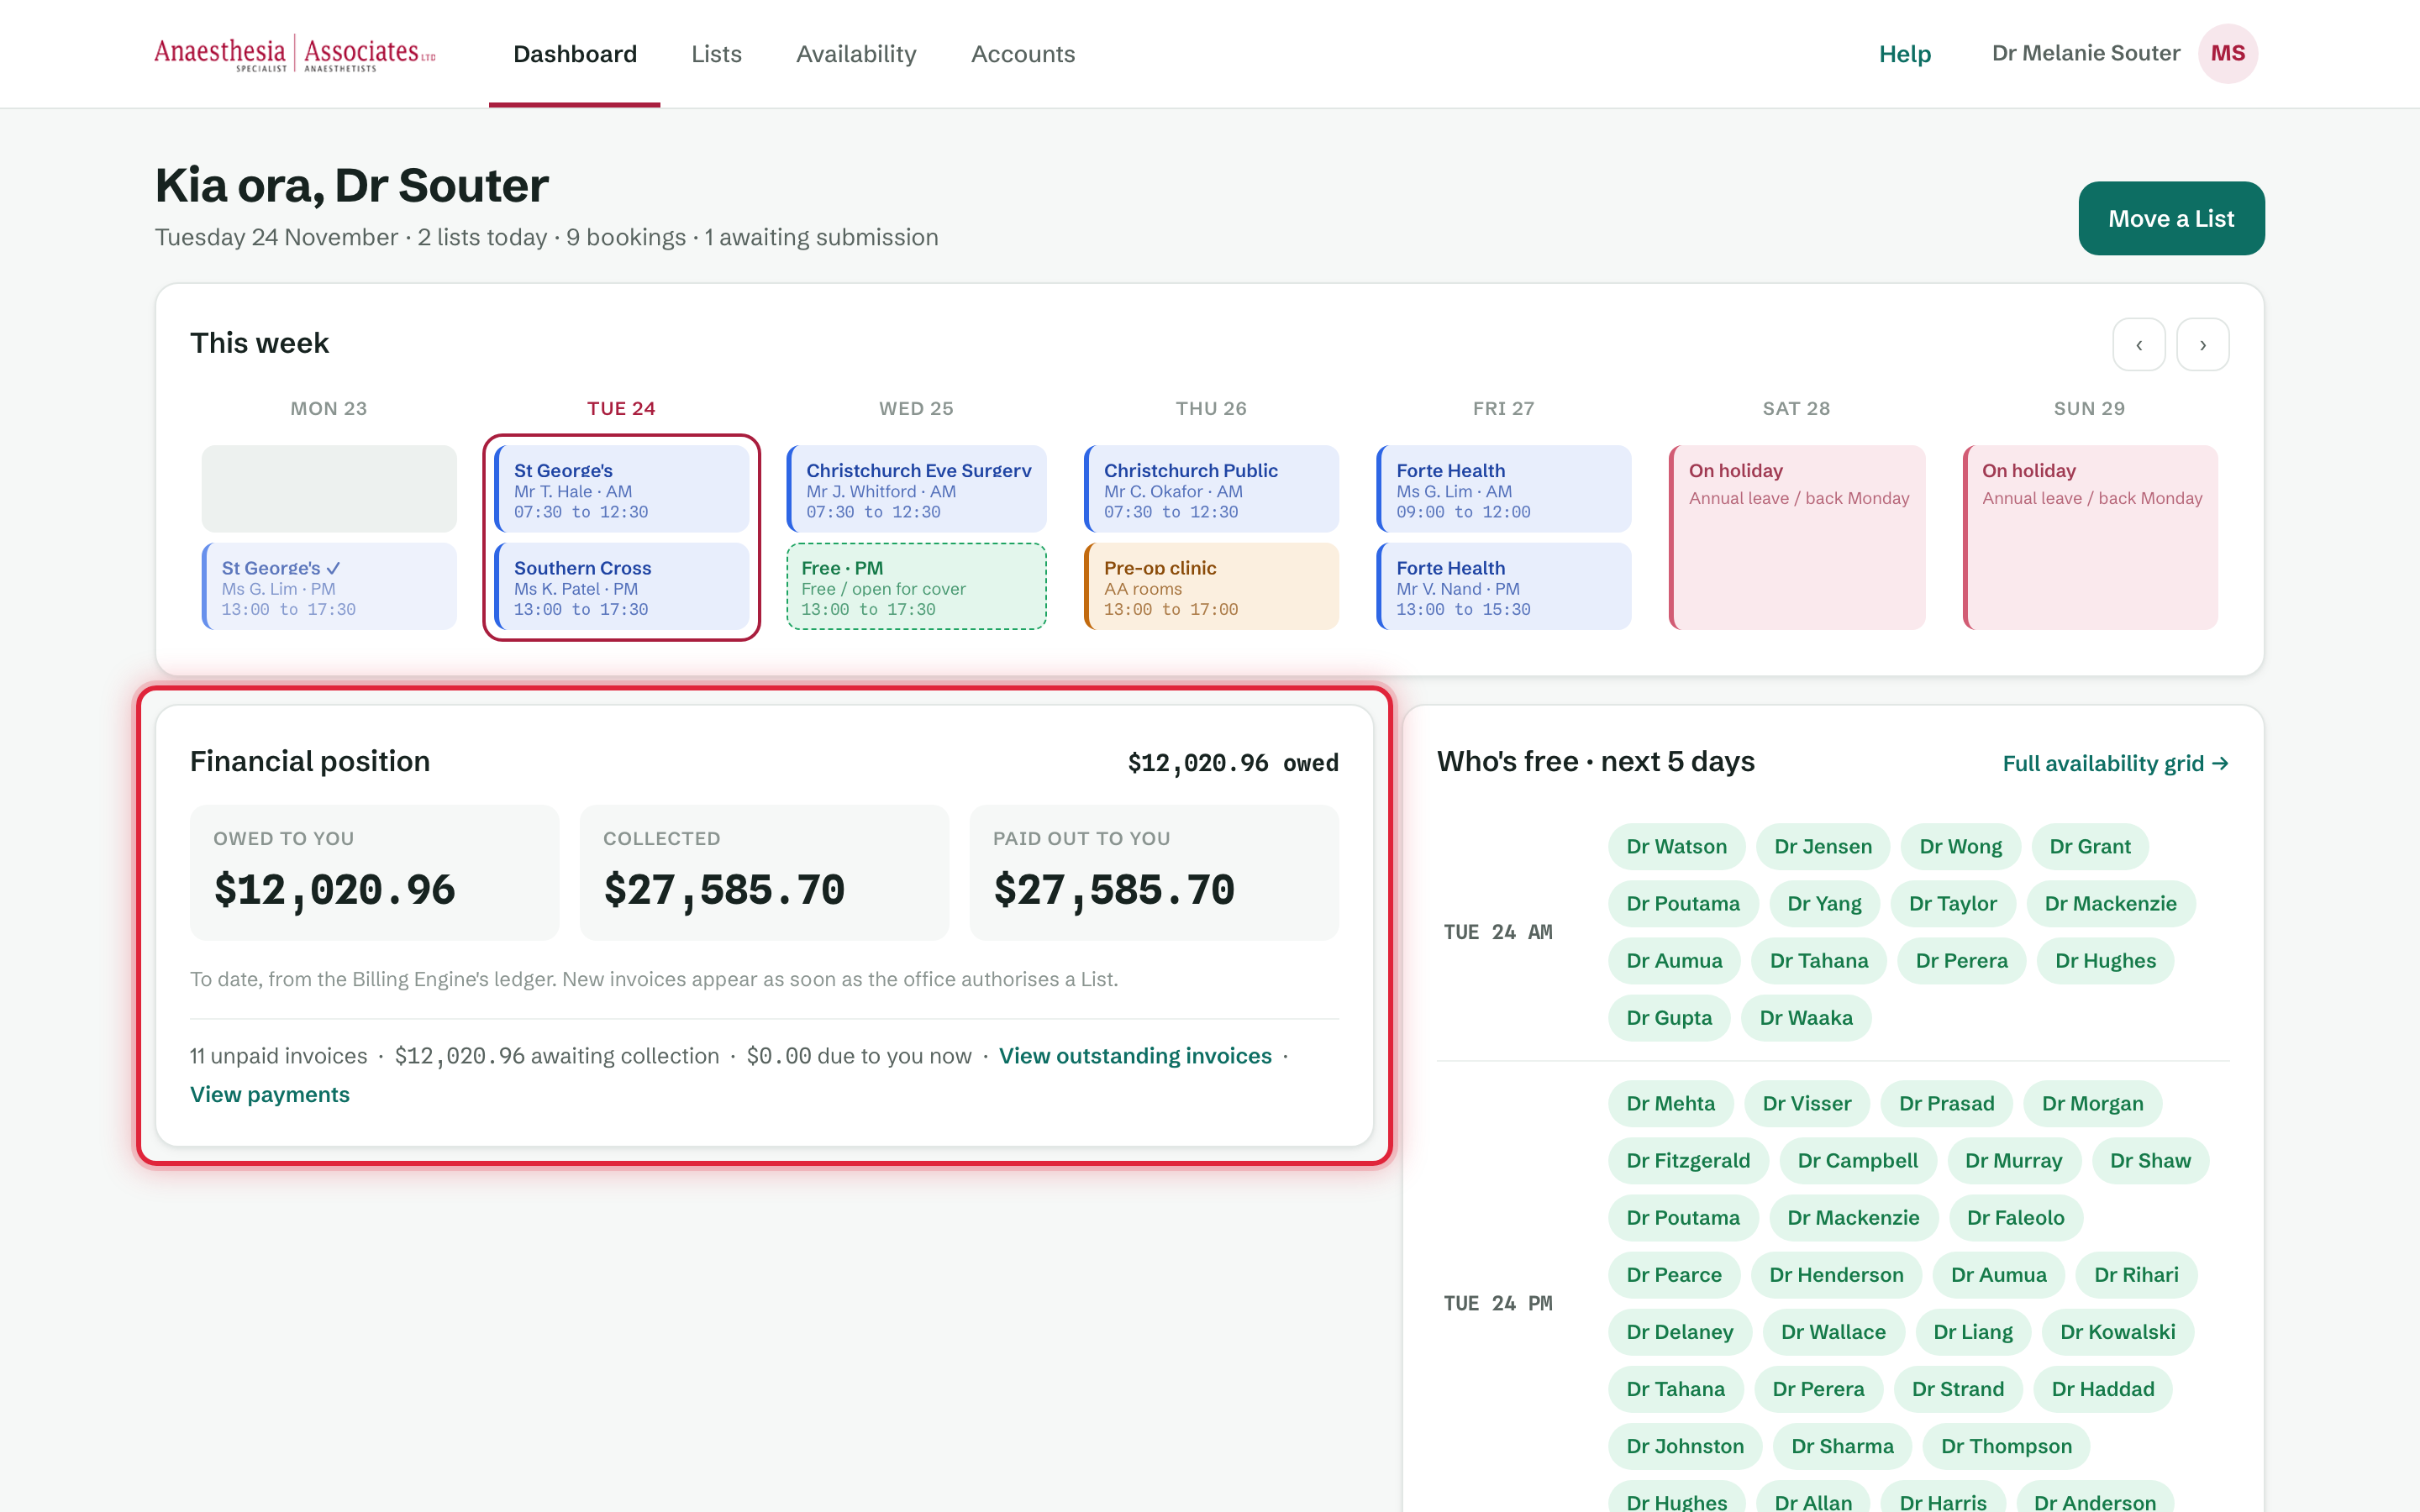 Anaesthesia | Associates LTD
SPECIALIST ANAESTHETISTS
Dashboard
Lists
Availability
Accounts
Help
Dr Melanie Souter
MS
Kia ora, Dr Souter
Tuesday 24 November · 2 lists today · 9 bookings · 1 awaiting submission
Move a List
This week
‹
›
MON 23
TUE 24
WED 25
THU 26
FRI 27
SAT 28
SUN 29
St George's ✓
Ms G. Lim · PM
13:00 to 17:30
St George's
Mr T. Hale · AM
07:30 to 12:30
Southern Cross
Ms K. Patel · PM
13:00 to 17:30
Christchurch Eye Surgery
Mr J. Whitford · AM
07:30 to 12:30
Free · PM
Free / open for cover
13:00 to 17:30
Christchurch Public
Mr C. Okafor · AM
07:30 to 12:30
Pre-op clinic
AA rooms
13:00 to 17:00
Forte Health
Ms G. Lim · AM
09:00 to 12:00
Forte Health
Mr V. Nand · PM
13:00 to 15:30
On holiday
Annual leave / back Monday
On holiday
Annual leave / back Monday
Financial position
$12,020.96 owed
OWED TO YOU
$12,020.96
COLLECTED
$27,585.70
PAID OUT TO YOU
$27,585.70
To date, from the Billing Engine's ledger. New invoices appear as soon as the office authorises a List.
11 unpaid invoices · $12,020.96 awaiting collection · $0.00 due to you now · View outstanding invoices ·
View payments
Who's free · next 5 days
Full availability grid →
TUE 24 AM
Dr Watson Dr Jensen Dr Wong Dr Grant
Dr Poutama Dr Yang Dr Taylor Dr Mackenzie
Dr Aumua Dr Tahana Dr Perera Dr Hughes
Dr Gupta Dr Waaka
TUE 24 PM
Dr Mehta Dr Visser Dr Prasad Dr Morgan
Dr Fitzgerald Dr Campbell Dr Murray Dr Shaw
Dr Poutama Dr Mackenzie Dr Faleolo
Dr Pearce Dr Henderson Dr Aumua Dr Rihari
Dr Delaney Dr Wallace Dr Liang Dr Kowalski
Dr Tahana Dr Perera Dr Strand Dr Haddad
Dr Johnston Dr Sharma Dr Thompson
Dr Hughes Dr Allan Dr Harris Dr Anderson